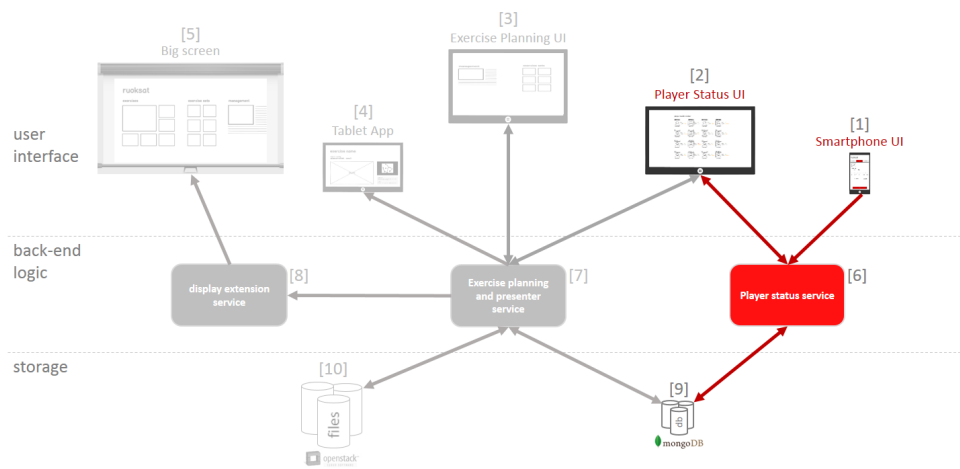 [5]
Big screen
ruoksat
[3]
Exercise Planning UI
[4]
Tablet App
[2]
Player Status UI
[1]
Smartphone UI
user
interface
back-end
logic
display extension
service
[8]
Exercise planning
and presenter
service
[7]
Player status service
[6]
storage
[10]
files
openstack
[9]
db
mongoDB